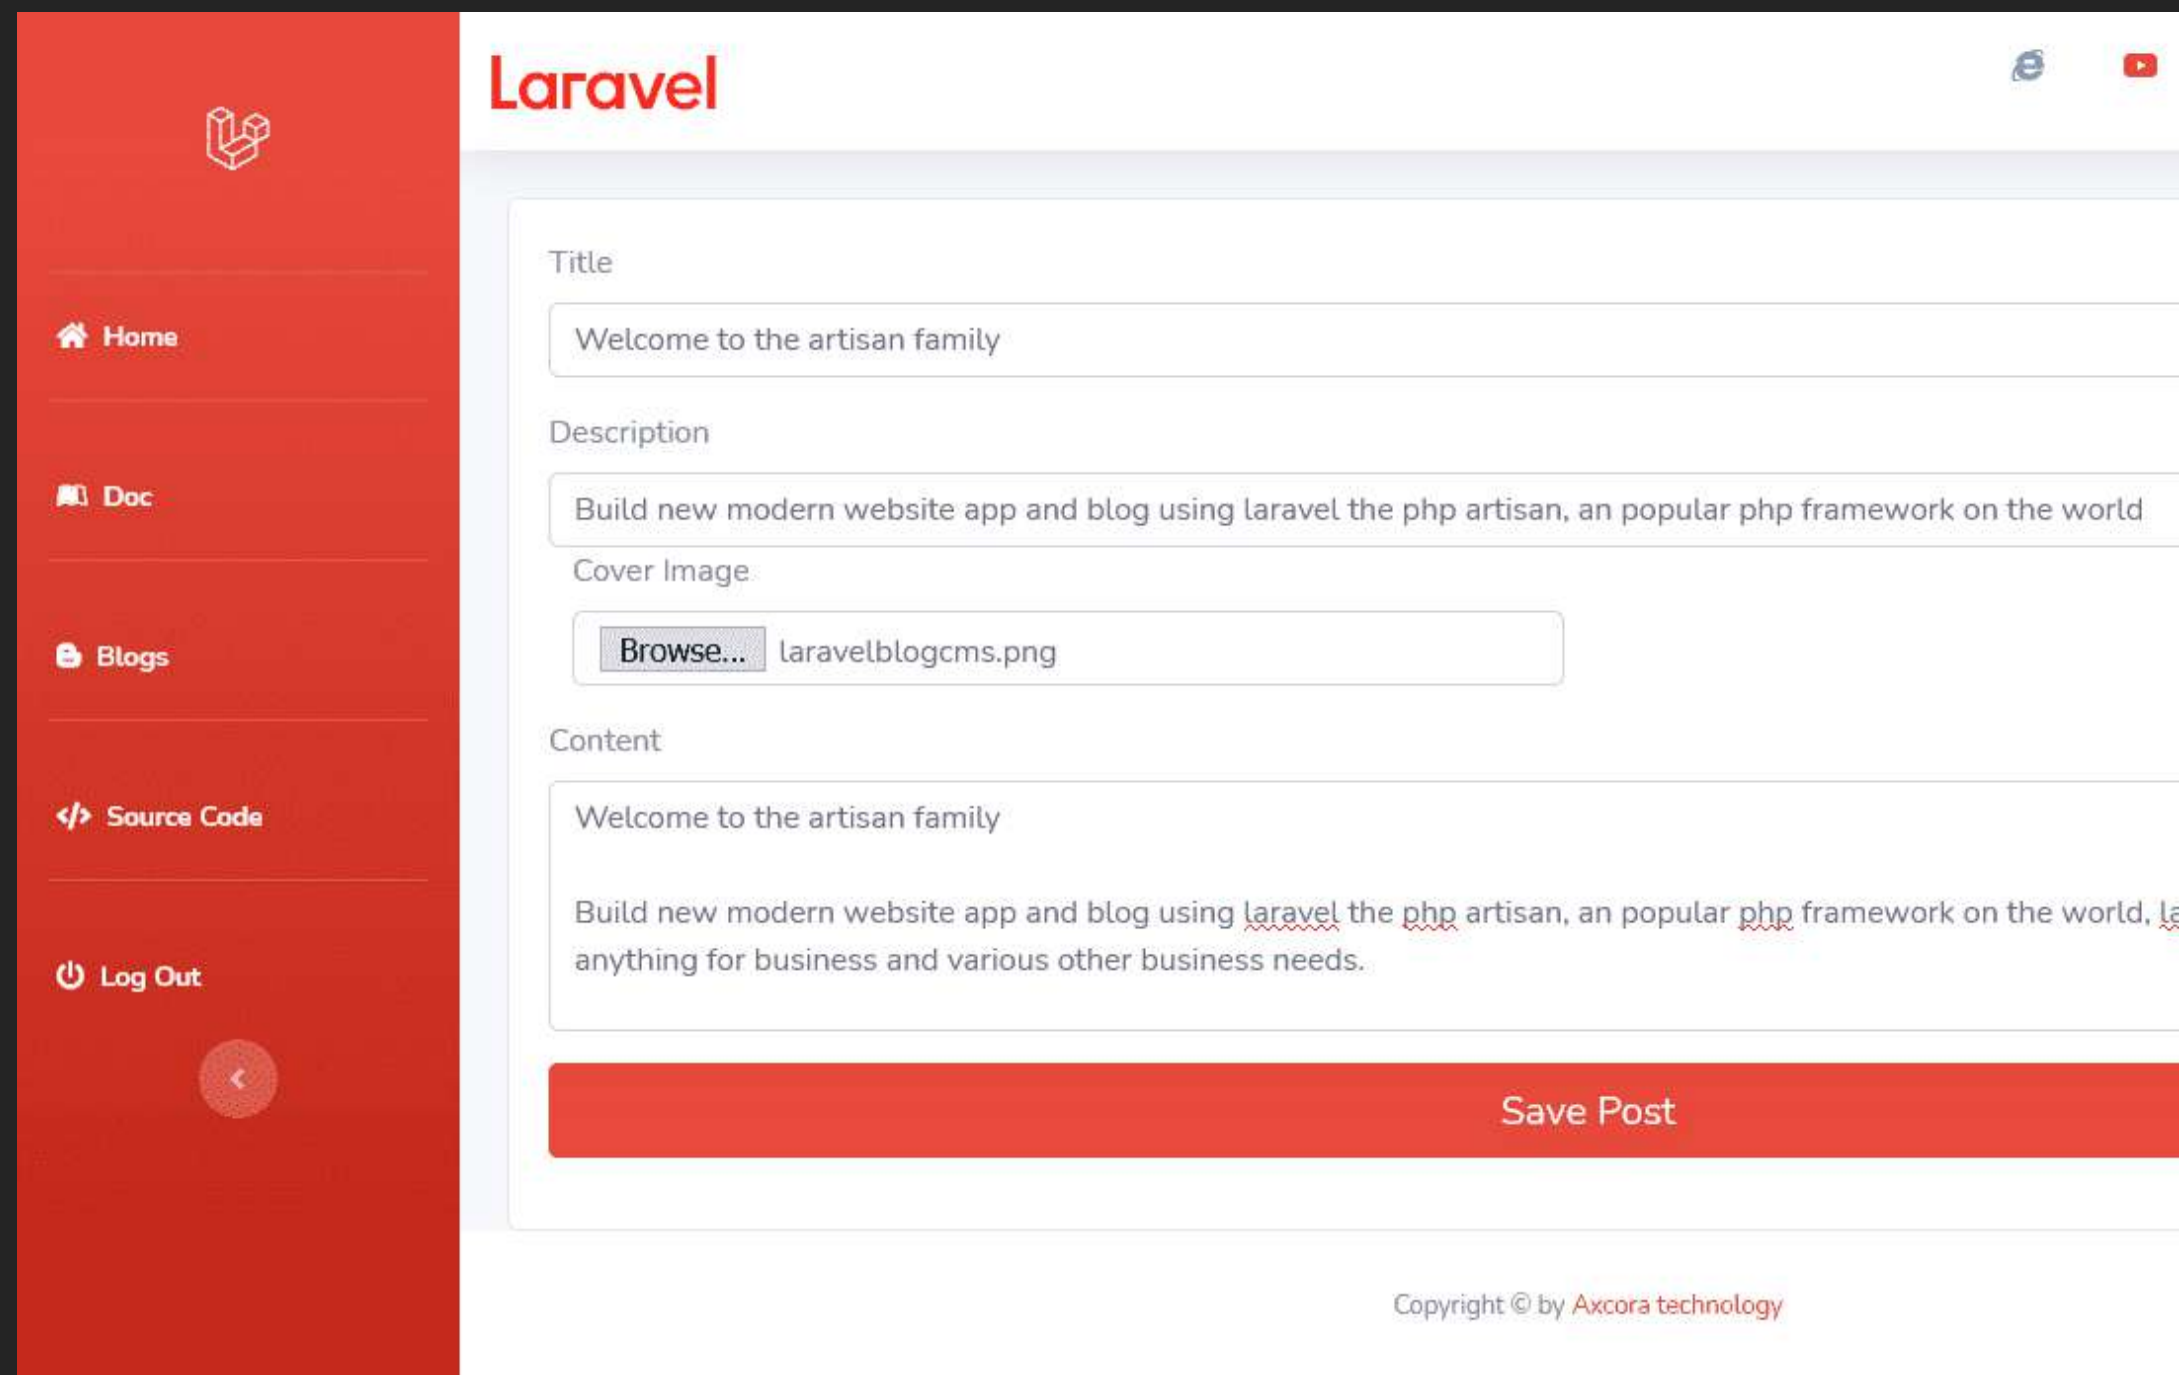 Laravel
Home
Doc
Blogs
Source Code
Log Out
Title
Welcome to the artisan family
Description
Build new modern website app and blog using laravel the php artisan, an popular php framework on the world
Cover Image
Browse... laravelblogcms.png
Content
Welcome to the artisan family
Build new modern website app and blog using laravel the php artisan, an popular php framework on the world,
anything for business and various other business needs.
Save Post
Copyright © by Axcora technology